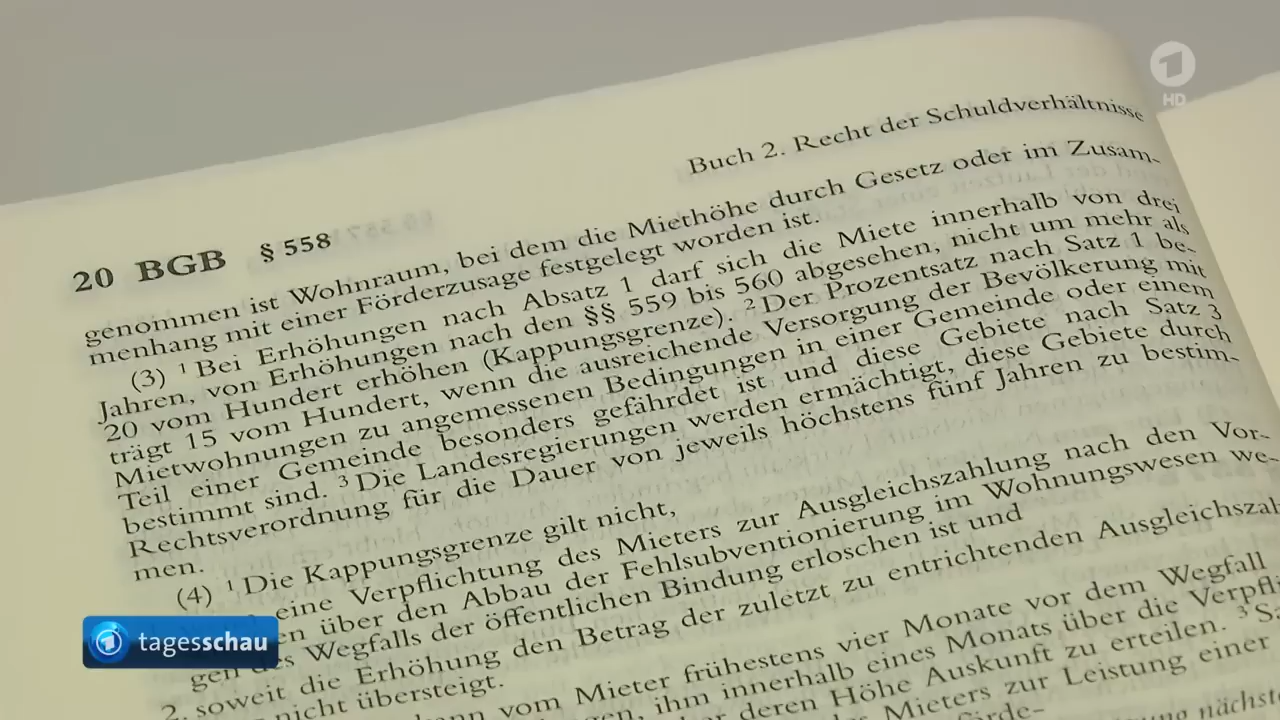 HD
Buch 2. Recht der Schuldverhältnisse
20 BGB § 558
genommen ist Wohnraum, bei dem die Miethöhe durch Gesetz oder im Zusam-
menhang mit einer Förderzusage festgelegt worden ist.
(3) 1 Bei Erhöhungen nach Absatz 1 darf sich die Miete innerhalb von drei
Jahren, von Erhöhungen nach den §§ 559 bis 560 abgesehen, nicht um mehr als
20 vom Hundert erhöhen (Kappungsgrenze). 2 Der Prozentsatz nach Satz 1 be-
trägt 15 vom Hundert, wenn die ausreichende Versorgung der Bevölkerung mit
Mietwohnungen zu angemessenen Bedingungen in einer Gemeinde oder einem
Teil einer Gemeinde besonders gefährdet ist und diese Gebiete nach Satz 3
bestimmt sind. 3 Die Landesregierungen werden ermächtigt, diese Gebiete durch
Rechtsverordnung für die Dauer von jeweils höchstens fünf Jahren zu bestim-
men.
(4) 1 Die Kappungsgrenze gilt nicht,
eine Verpflichtung des Mieters zur Ausgleichszahlung nach den Vor-
über den Abbau der Fehlsubventionierung im Wohnungswesen we-
gen des Wegfalls der öffentlichen Bindung erloschen ist und
2. soweit die Erhöhung den Betrag der zuletzt zu entrichtenden Ausgleichszahl
nicht übersteigt.
vom Mieter frühestens vier Monate vor dem Wegfall
ihm innerhalb eines Monats über die Verpfli
deren Höhe Auskunft zu erteilen. 3
Mieters zur Leistung einer
nächst
tagesschau